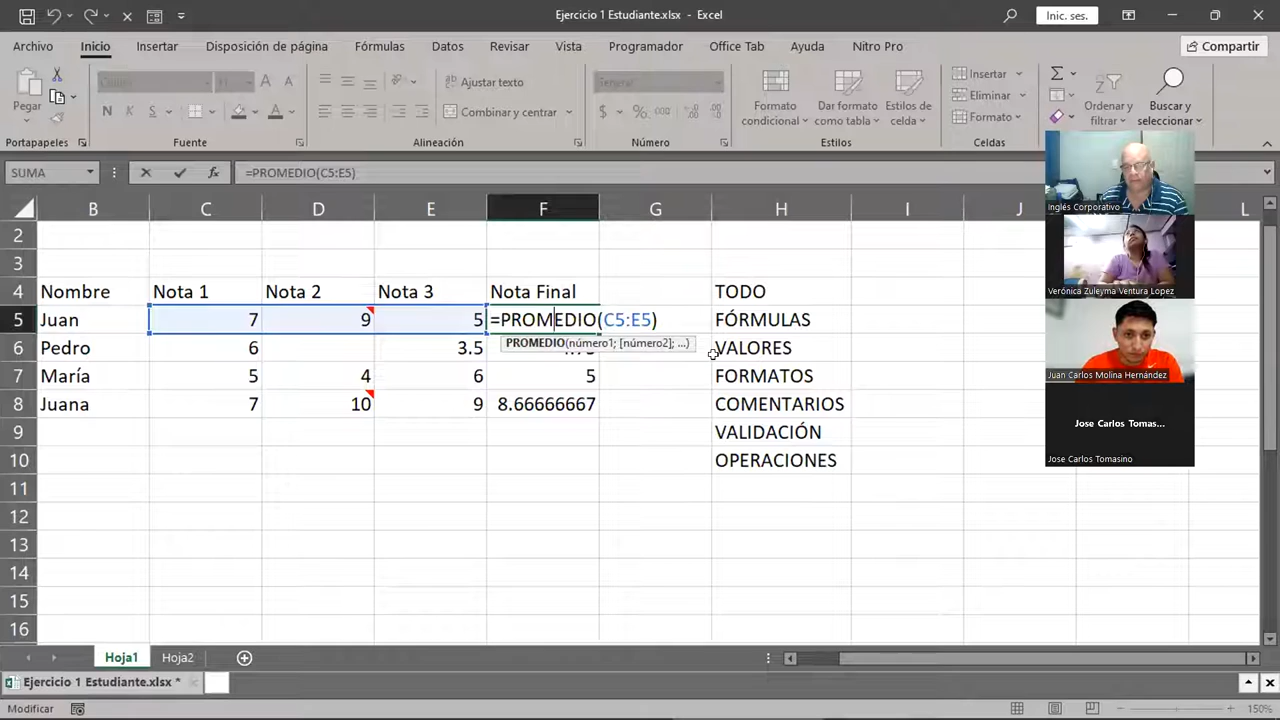 Ejercicio 1 Estudiante.xlsx - Excel
Inic. ses.
Archivo Inicio Insertar Disposición de página Fórmulas Datos Revisar Vista Programador Office Tab Ayuda Nitro Pro Compartir
Pegar
Portapapeles
General
N K S
Fuente
Ajustar texto
Combinar y centrar
Alineación
$ % 000
Número
Formato condicional
Dar formato como tabla
Estilos de celda
Estilos
Insertar
Eliminar
Formato
Celdas
Ordenar y filtrar
Buscar y seleccionar
SUMA
fx
=PROMEDIO(C5:E5)
B C D E F G H I J L
2
3
4 Nombre Nota 1 Nota 2 Nota 3 Nota Final TODO
5 Juan 7 9 5 =PROMEDIO(C5:E5) FÓRMULAS
PROMEDIO(número1; [número2]; ...)
6 Pedro 6 3.5 VALORES
7 María 5 4 6 5 FORMATOS
8 Juana 7 10 9 8.66666667 COMENTARIOS
9 VALIDACIÓN
10 OPERACIONES
11
12
13
14
15
16
Inglés Corporativo
Verónica Zuleyma Ventura Lopez
Juan Carlos Molina Hernández
Jose Carlos Tomas...
Jose Carlos Tomasino
Hoja1 Hoja2
Ejercicio 1 Estudiante.xlsx *
Modificar
150%